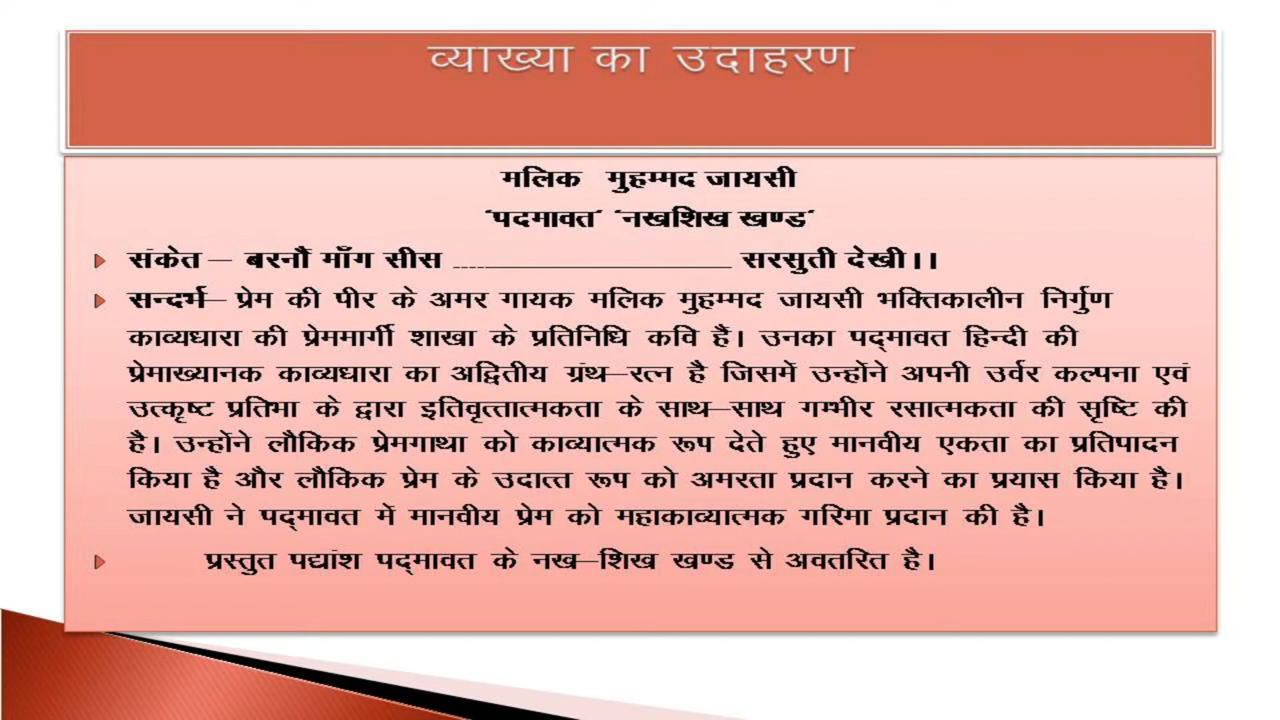 व्याख्या का उदाहरण
मलिक मुहम्मद जायसी
'पदमावत' 'नखशिख खण्ड'
संकेत – बरनौं माँग सीस ____________________ सरसुती देखी।।
सन्दर्भ– प्रेम की पीर के अमर गायक मलिक मुहम्मद जायसी भक्तिकालीन निर्गुण
काव्यधारा की प्रेममार्गी शाखा के प्रतिनिधि कवि हैं। उनका पद्मावत हिन्दी की
प्रेमाख्यानक काव्यधारा का अद्वितीय ग्रंथ–रत्न है जिसमें उन्होंने अपनी उर्वर कल्पना एवं
उत्कृष्ट प्रतिभा के द्वारा इतिवृत्तात्मकता के साथ–साथ गम्भीर रसात्मकता की सृष्टि की
है। उन्होंने लौकिक प्रेमगाथा को काव्यात्मक रूप देते हुए मानवीय एकता का प्रतिपादन
किया है और लौकिक प्रेम के उदात्त रूप को अमरता प्रदान करने का प्रयास किया है।
जायसी ने पद्मावत में मानवीय प्रेम को महाकाव्यात्मक गरिमा प्रदान की है।
प्रस्तुत पद्यांश पद्मावत के नख–शिख खण्ड से अवतरित है।